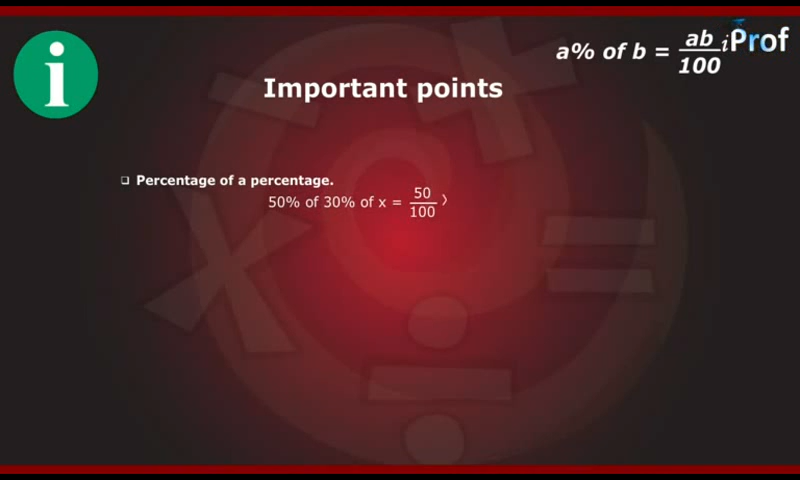 a% of b = ab/100
iProf
Important points
❑ Percentage of a percentage.
50% of 30% of x = 50/100